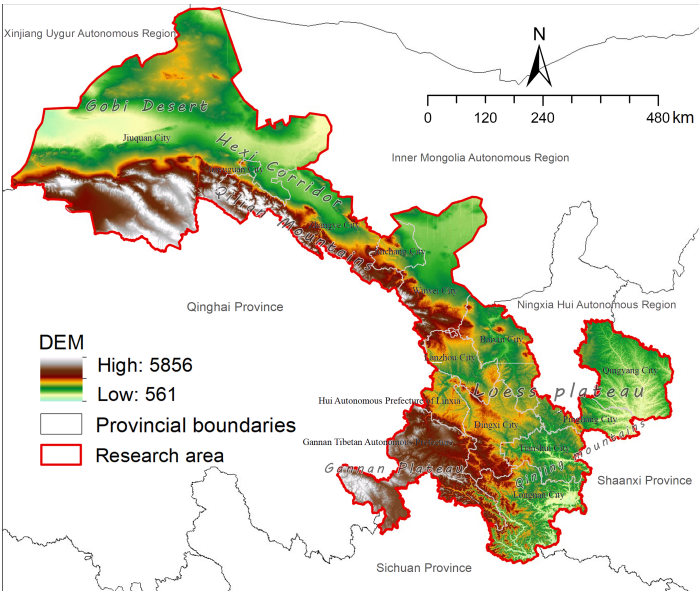 Xinjiang Uygur Autonomous Region
N
0 120 240 480 km
Gobi Desert
Jiuquan City
Hexi Corridor
Inner Mongolia Autonomous Region
Qilian Mountains
Wuwei City
Qinghai Province
Ningxia Hui Autonomous Region
Lanzhou City
Qingyang City
DEM
High: 5856
Low: 561
Loess plateau
Hui Autonomous Prefecture of Linxia
Pingliang City
Dingxi City
Provincial boundaries
Gannan Tibetan Autonomous
Qinling Mountains
Research area
Gannan Plateau
Longnan City
Shaanxi Province
Sichuan Province